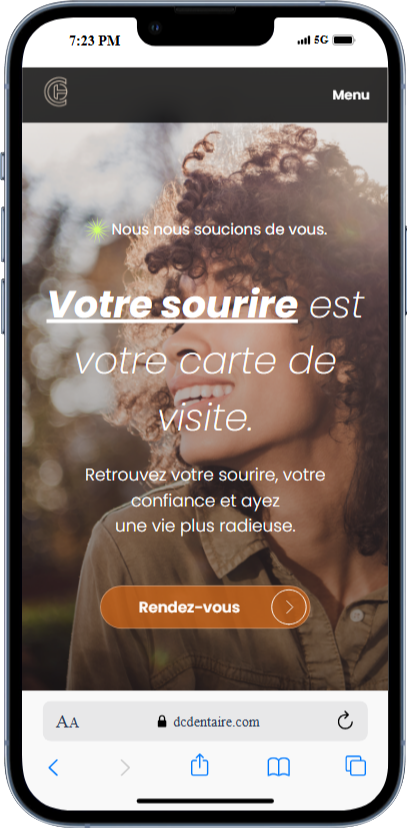 7:23 PM
5G
Menu
Nous nous soucions de vous.
Votre sourire est
votre carte de
visite.
Retrouvez votre sourire, votre
confiance et ayez
une vie plus radieuse.
Rendez-vous
AA
dcdentaire.com